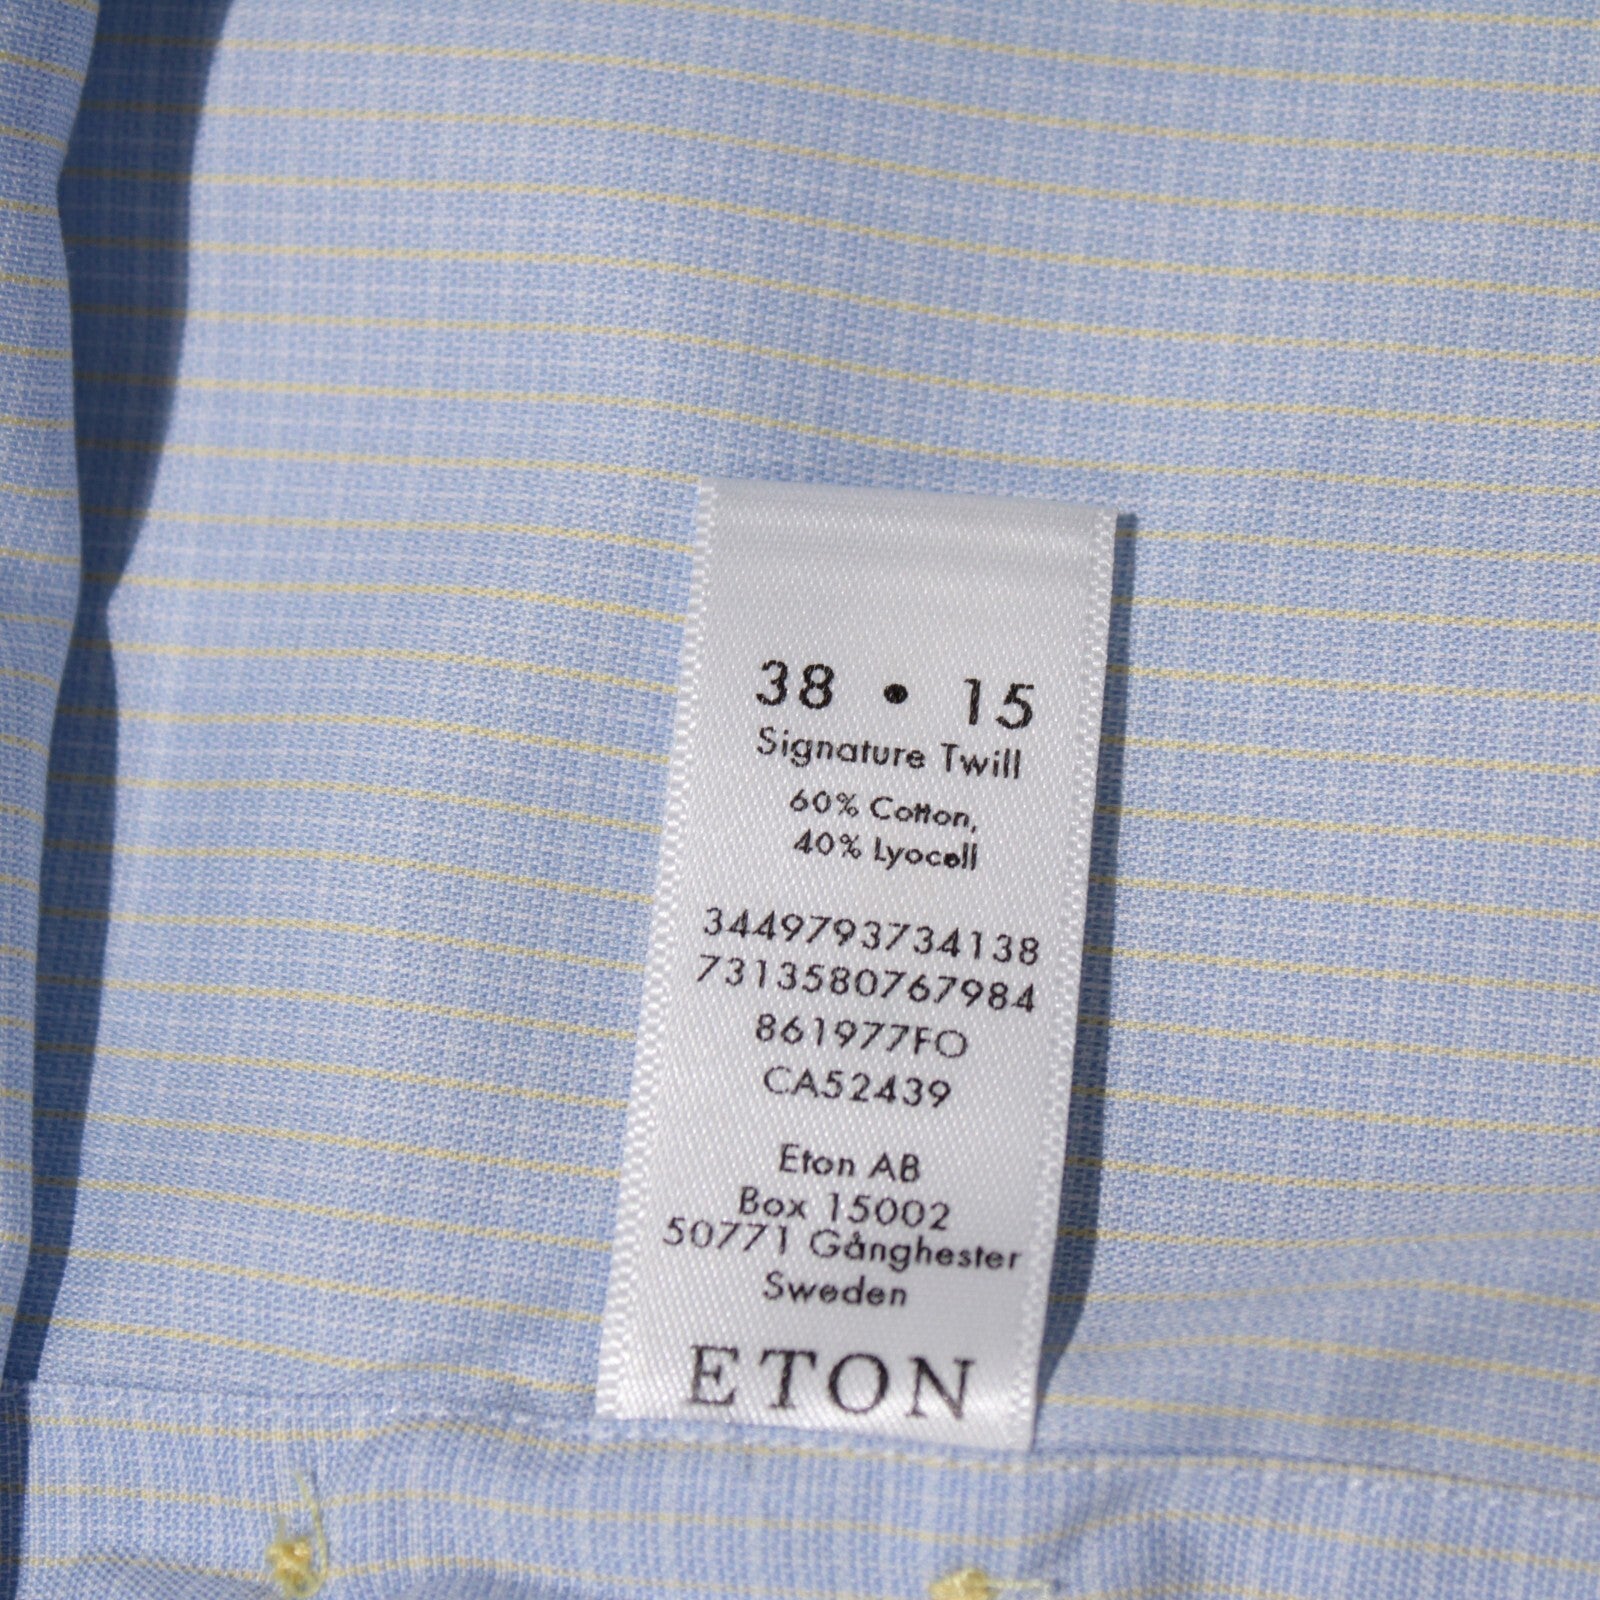 38 • 15
Signature Twill
60% Cotton,
40% Lyocell
3449793734138
7313580767984
861977FO
CA52439
Eton AB
Box 15002
50771 Gånghester
Sweden
ETON